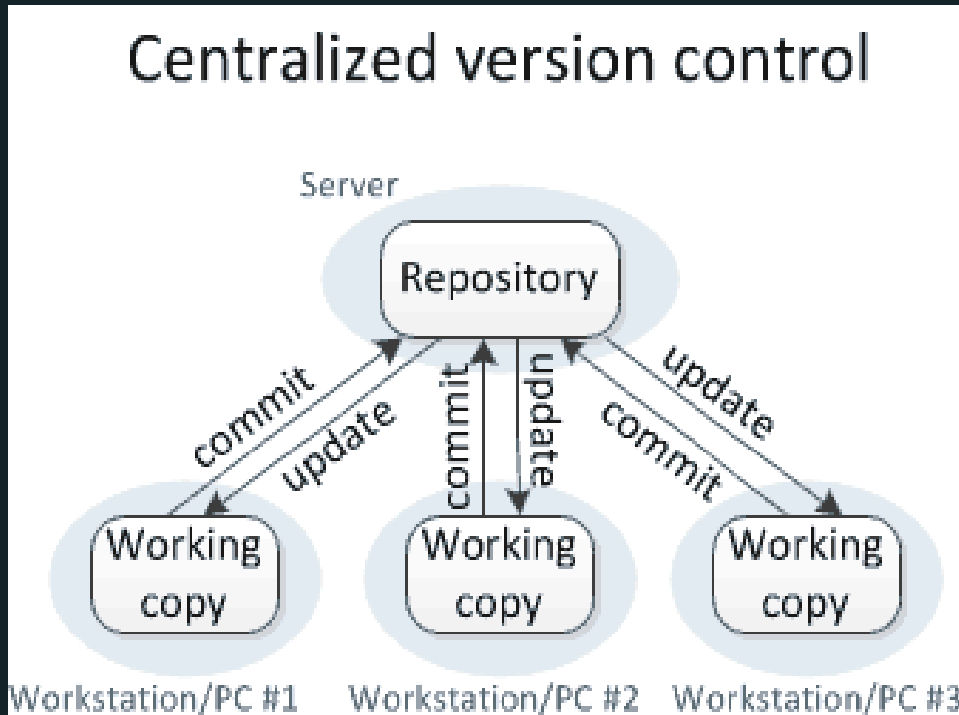 Centralized version control
Server
Repository
commit
update
commit
update
commit
update
Working
copy
Working
copy
Working
copy
Workstation/PC #1
Workstation/PC #2
Workstation/PC #3